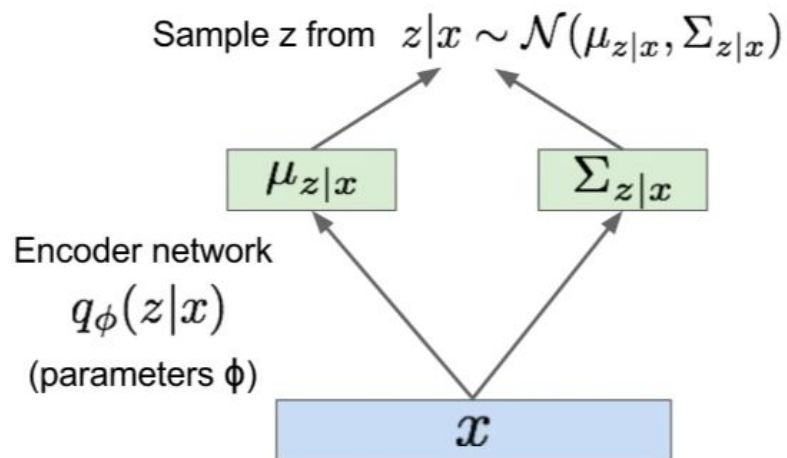 Sample z from z|x ∼ 𝒩(μ_{z|x}, Σ_{z|x})
μ_{z|x} Σ_{z|x}
Encoder network
q_ϕ(z|x)
(parameters ϕ)
x